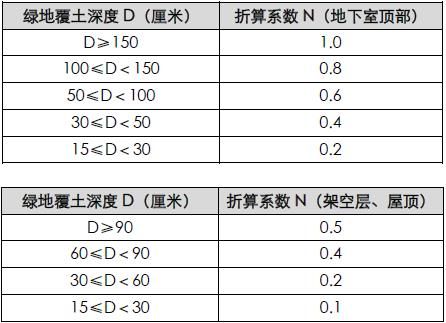 绿地覆土深度 D（厘米） 折算系数 N（地下室顶部）
D≥150 1.0
100≤D＜150 0.8
50≤D＜100 0.6
30≤D＜50 0.4
15≤D＜30 0.2
绿地覆土深度 D（厘米） 折算系数 N（架空层、屋顶）
D≥90 0.5
60≤D＜90 0.4
30≤D＜60 0.2
15≤D＜30 0.1